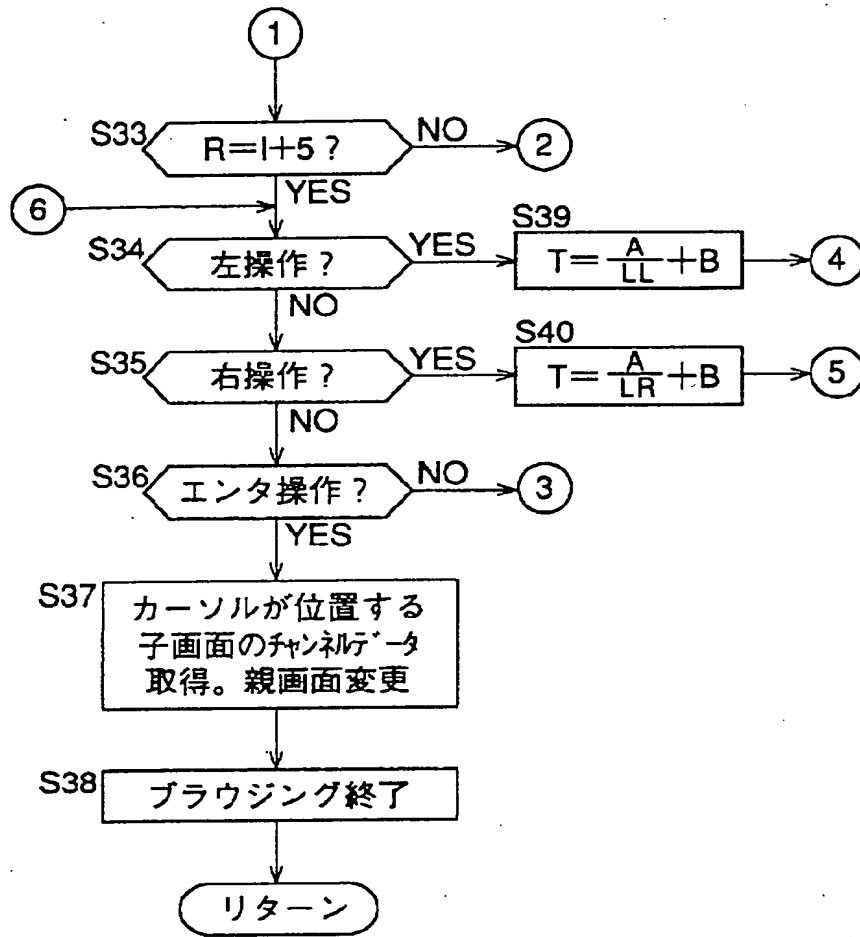 1
S33
R=I+5?
NO
2
YES
6
S34
左操作?
YES
S39
T=A/LL+B
4
NO
S35
右操作?
YES
S40
T=A/LR+B
5
NO
S36
エンタ操作?
NO
3
YES
S37
カーソルが位置する
子画面のチャンネルデータ
取得。親画面変更
S38
ブラウジング終了
リターン